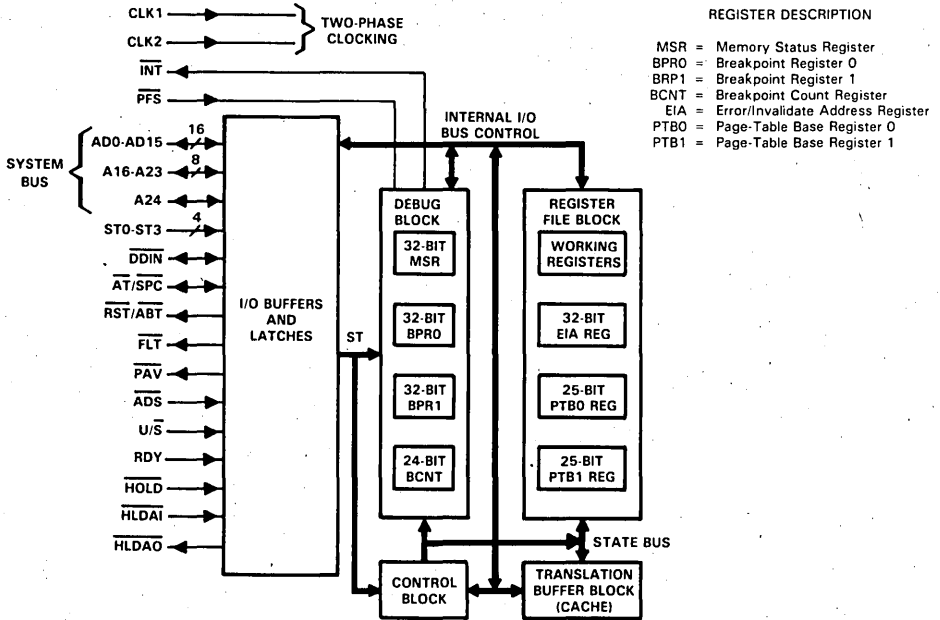 CLK1
CLK2
TWO-PHASE
CLOCKING
INT
PFS
SYSTEM
BUS
AD0-AD15
16
A16-A23
8
A24
ST0-ST3
4
DDIN
AT/SPC
RST/ABT
FLT
PAV
ADS
U/S
RDY
HOLD
HLDAI
HLDAO
I/O BUFFERS
AND
LATCHES
ST
INTERNAL I/O
BUS CONTROL
DEBUG
BLOCK
32-BIT
MSR
32-BIT
BPR0
32-BIT
BPR1
24-BIT
BCNT
REGISTER
FILE BLOCK
WORKING
REGISTERS
32-BIT
EIA REG
25-BIT
PTB0 REG
25-BIT
PTB1 REG
STATE BUS
CONTROL
BLOCK
TRANSLATION
BUFFER BLOCK
(CACHE)
REGISTER DESCRIPTION
MSR = Memory Status Register
BPR0 = Breakpoint Register 0
BRP1 = Breakpoint Register 1
BCNT = Breakpoint Count Register
EIA = Error/Invalidate Address Register
PTB0 = Page-Table Base Register 0
PTB1 = Page-Table Base Register 1